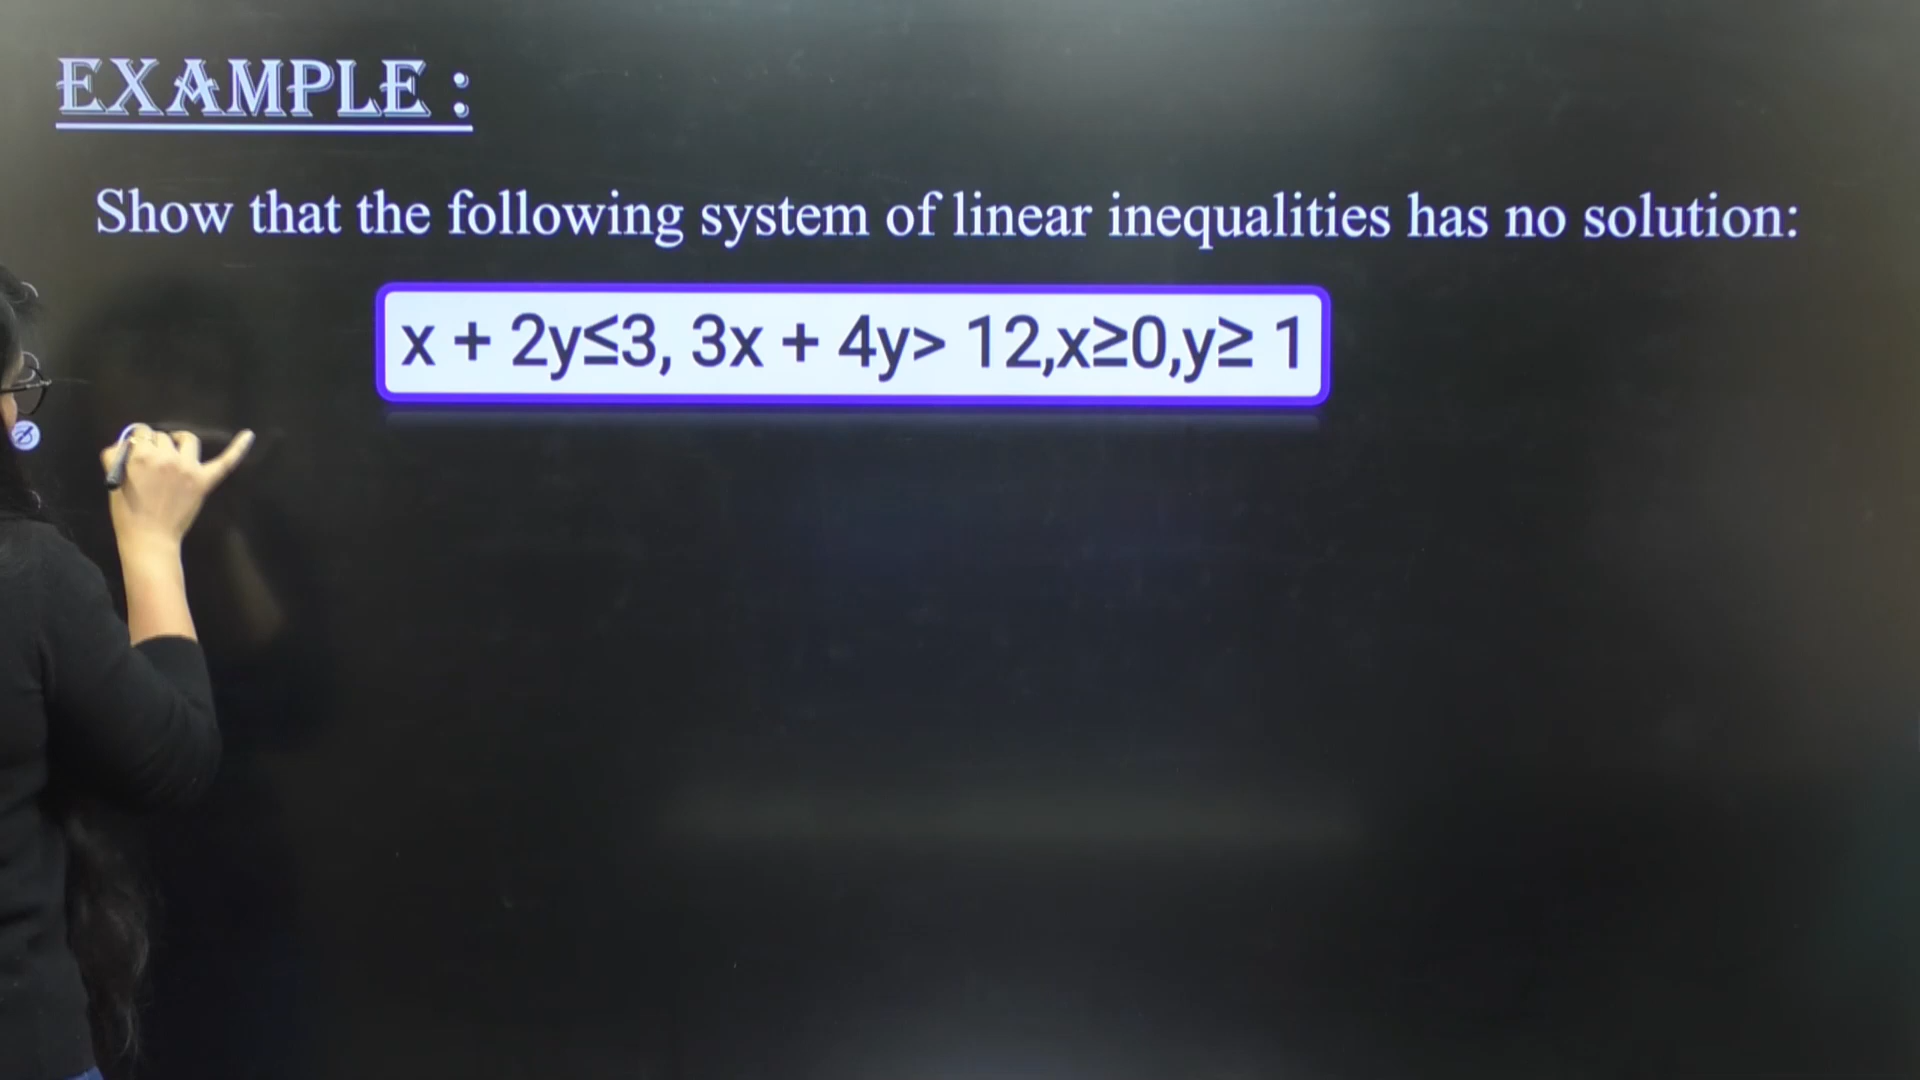 EXAMPLE :
Show that the following system of linear inequalities has no solution:
x + 2y≤3, 3x + 4y> 12,x≥0,y≥ 1